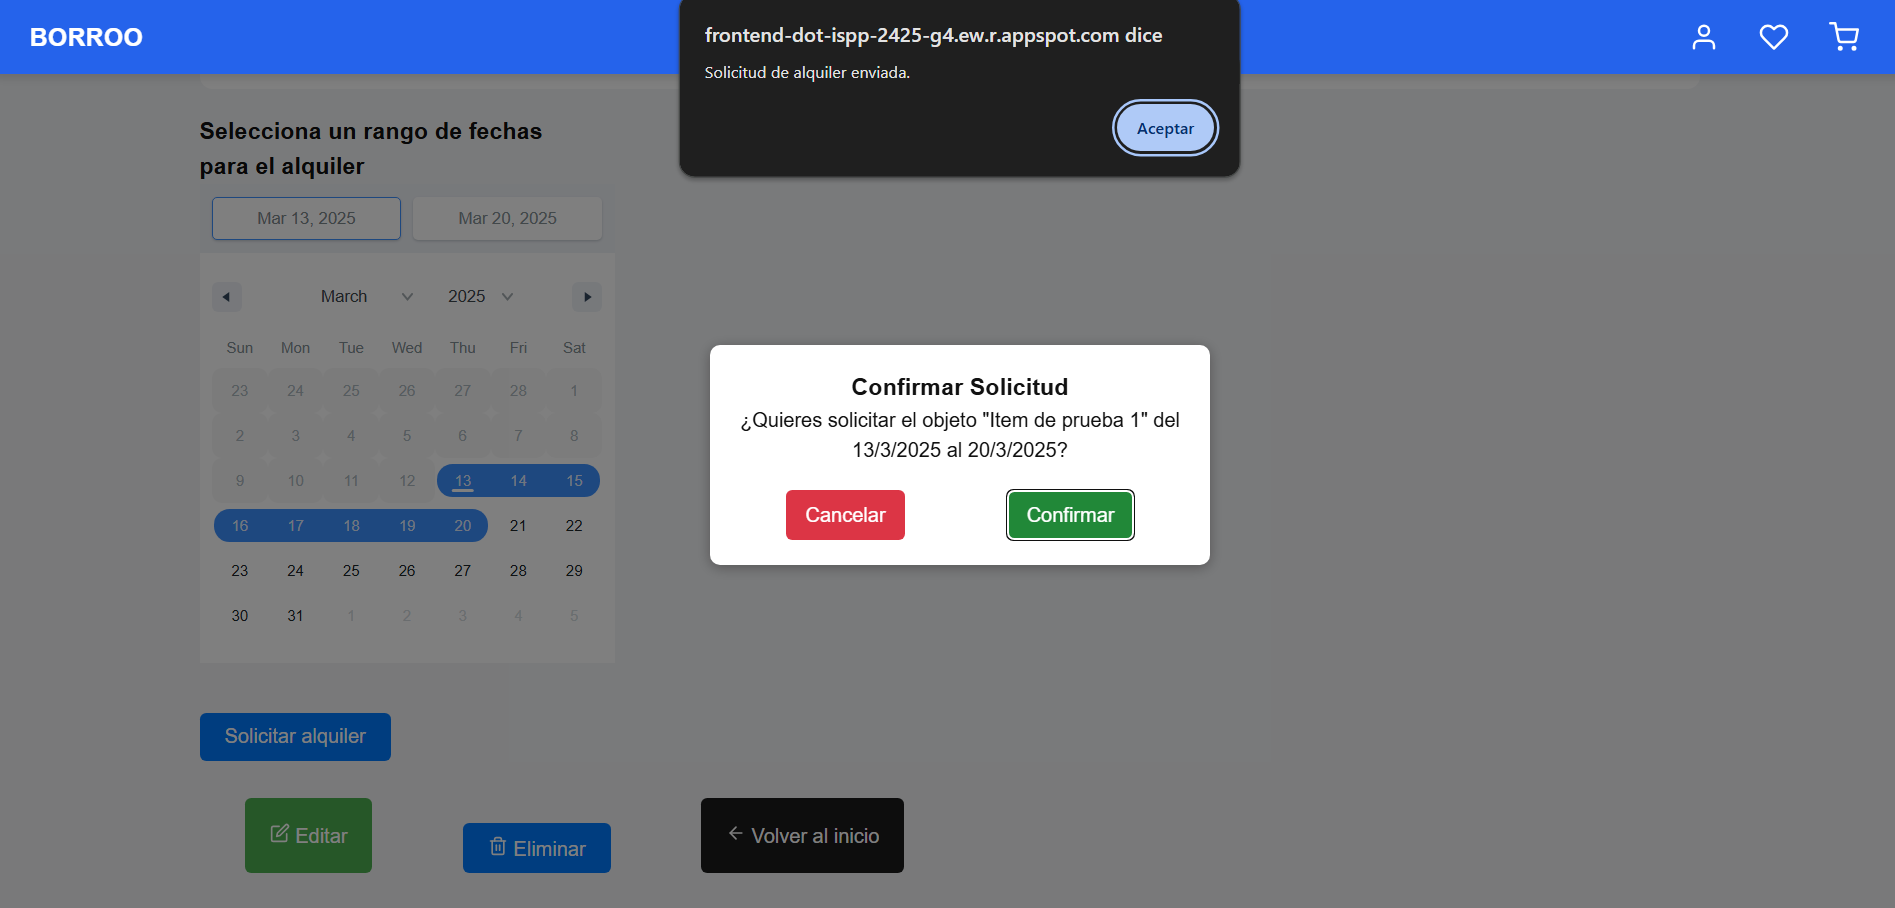 BORROO
frontend-dot-ispp-2425-g4.ew.r.appspot.com dice
Solicitud de alquiler enviada.
Aceptar
Selecciona un rango de fechas
para el alquiler
Mar 13, 2025 Mar 20, 2025
March 2025
Sun Mon Tue Wed Thu Fri Sat
23 24 25 26 27 28 1
2 3 4 5 6 7 8
9 10 11 12 13 14 15
16 17 18 19 20 21 22
23 24 25 26 27 28 29
30 31 1 2 3 4 5
Confirmar Solicitud
¿Quieres solicitar el objeto "Item de prueba 1" del
13/3/2025 al 20/3/2025?
Cancelar Confirmar
Solicitar alquiler
Editar Eliminar Volver al inicio